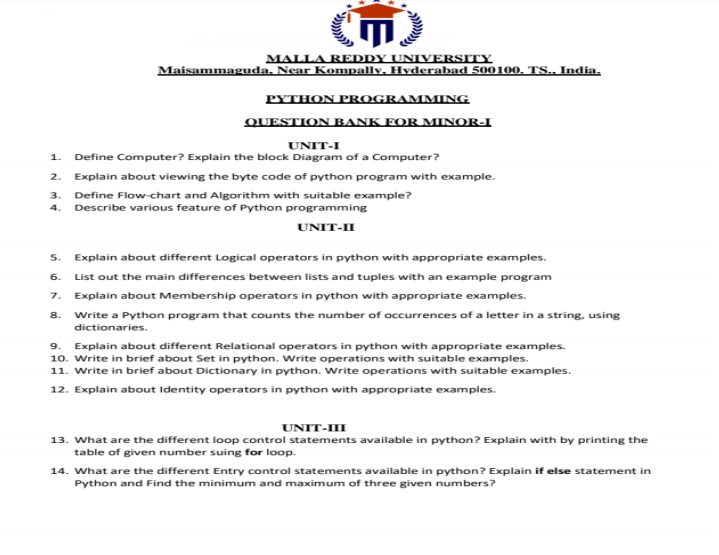 MALLA REDDY UNIVERSITY
Maisammaguda, Near Kompally, Hyderabad 500100, TS., India.
PYTHON PROGRAMMING
QUESTION BANK FOR MINOR-I
UNIT-I
1. Define Computer? Explain the block Diagram of a Computer?
2. Explain about viewing the byte code of python program with example.
3. Define Flow-chart and Algorithm with suitable example?
4. Describe various feature of Python programming
UNIT-II
5. Explain about different Logical operators in python with appropriate examples.
6. List out the main differences between lists and tuples with an example program
7. Explain about Membership operators in python with appropriate examples.
8. Write a Python program that counts the number of occurrences of a letter in a string, using
dictionaries.
9. Explain about different Relational operators in python with appropriate examples.
10. Write in brief about Set in python. Write operations with suitable examples.
11. Write in brief about Dictionary in python. Write operations with suitable examples.
12. Explain about Identity operators in python with appropriate examples.
UNIT-III
13. What are the different loop control statements available in python? Explain with by printing the
table of given number suing for loop.
14. What are the different Entry control statements available in python? Explain if else statement in
Python and Find the minimum and maximum of three given numbers?